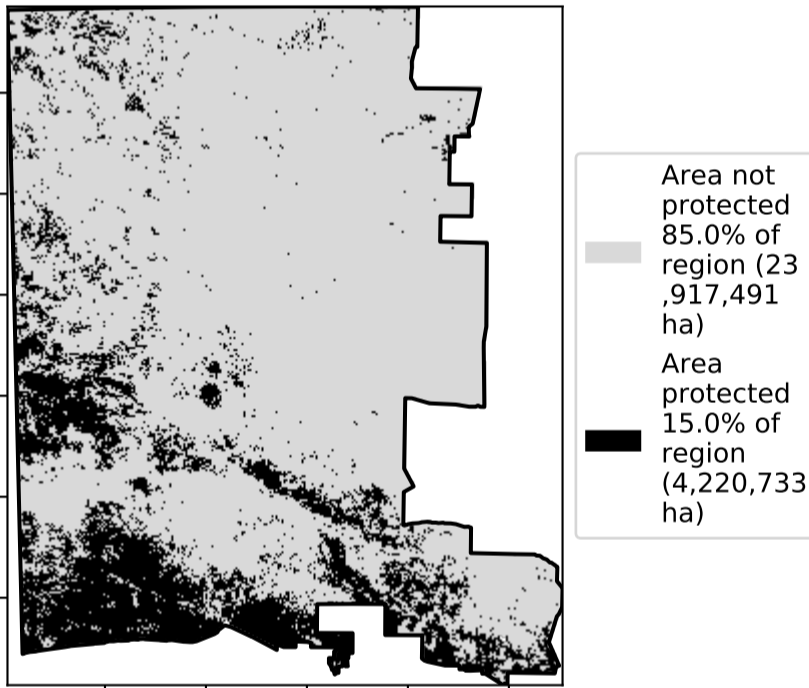 Area not
protected
85.0% of
region (23
,917,491
ha)
Area
protected
15.0% of
region
(4,220,733
ha)